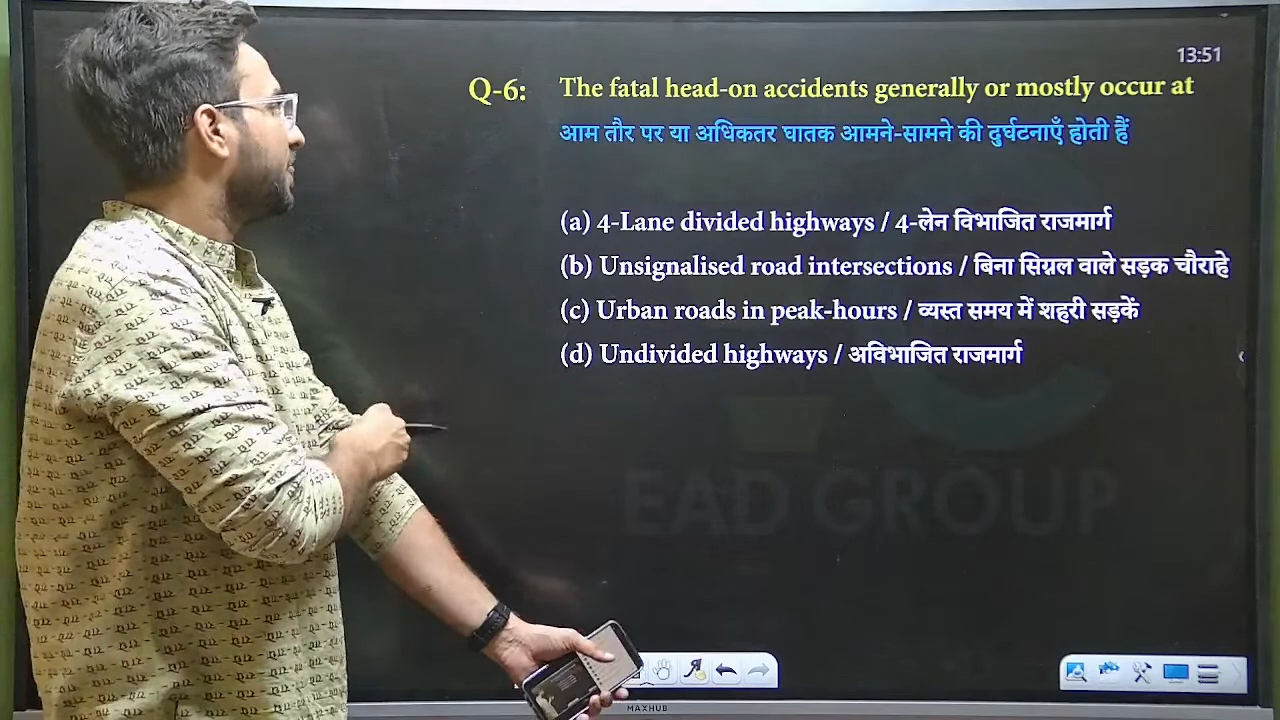 13:51
Q-6: The fatal head-on accidents generally or mostly occur at
आम तौर पर या अधिकतर घातक आमने-सामने की दुर्घटनाएँ होती हैं
(a) 4-Lane divided highways / 4-लेन विभाजित राजमार्ग
(b) Unsignalised road intersections / बिना सिग्नल वाले सड़क चौराहे
(c) Urban roads in peak-hours / व्यस्त समय में शहरी सड़कें
(d) Undivided highways / अविभाजित राजमार्ग
EAD GROUP
MAXHUB